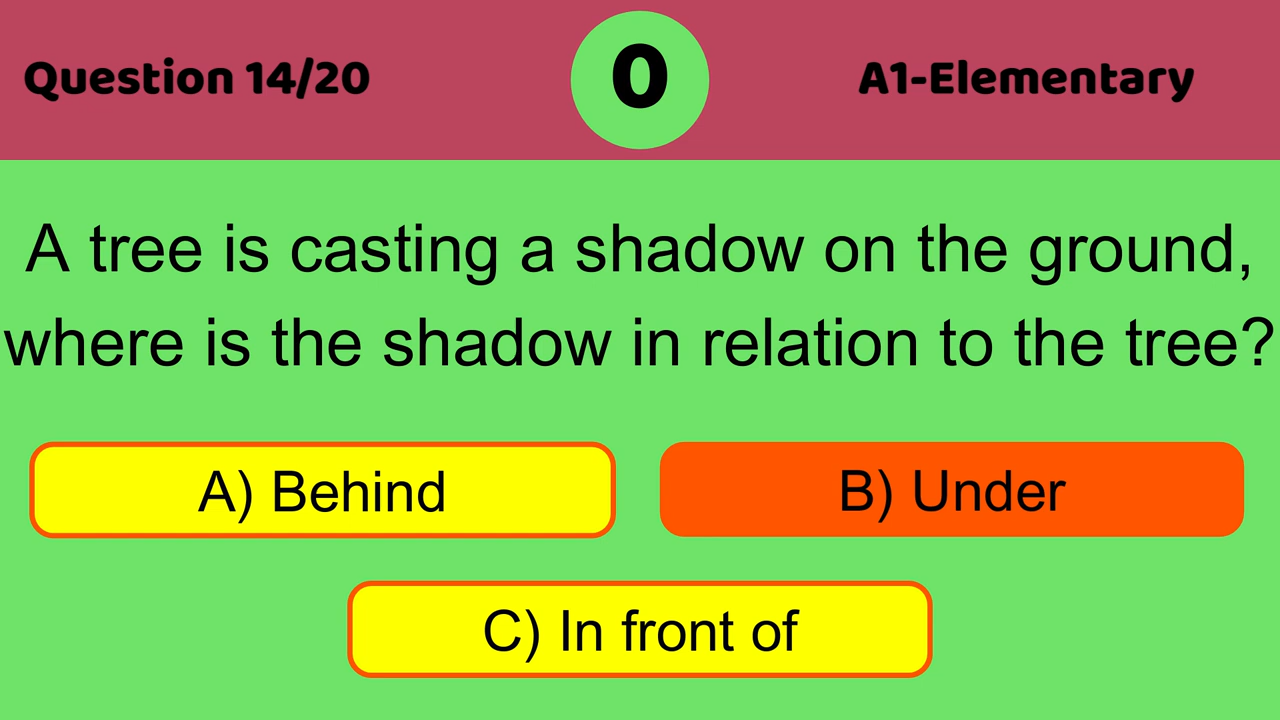 Question 14/20
0
A1-Elementary
A tree is casting a shadow on the ground,
where is the shadow in relation to the tree?
A) Behind
B) Under
C) In front of